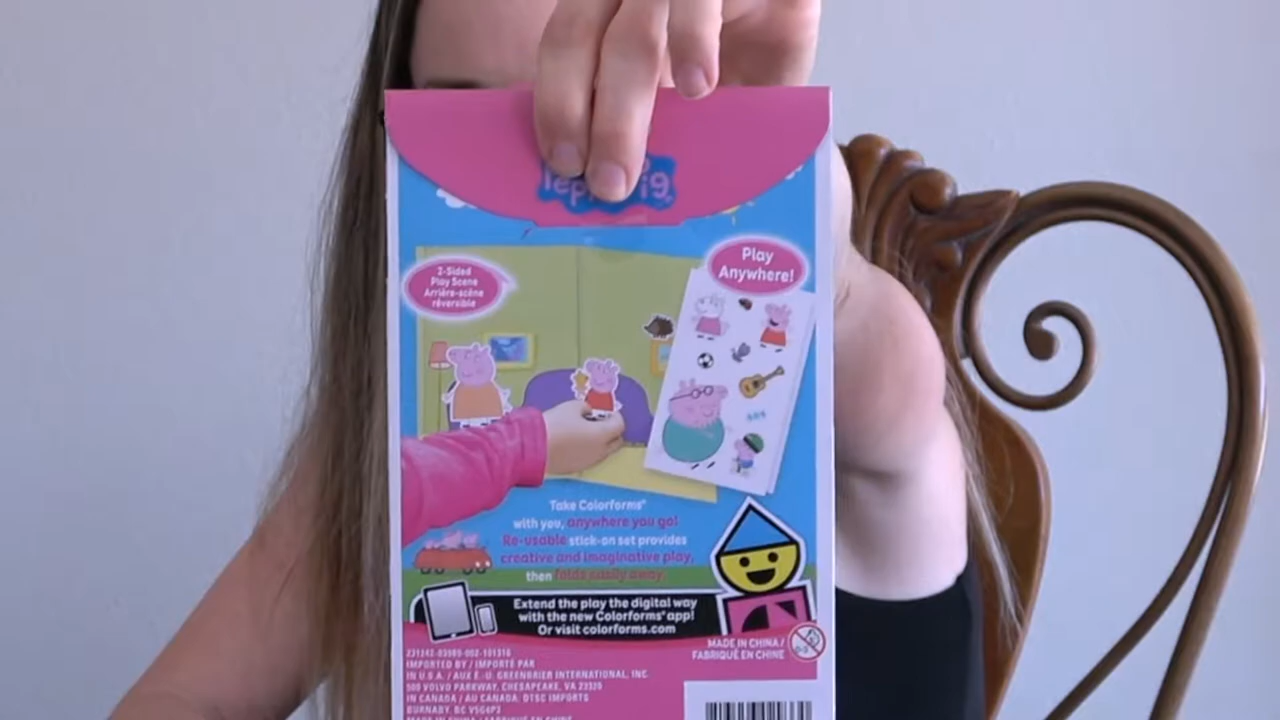 Play
Anywhere!
2-Sided
Play Scene
Arrière-scène
réversible
Take Colorforms®
with you, anywhere you go!
Re-usable stick-on set provides
creative and imaginative play,
then folds easily away.
Extend the play the digital way
with the new Colorforms® app!
Or visit colorforms.com
MADE IN CHINA /
FABRIQUÉ EN CHINE
IMPORTED BY / IMPORTÉ PAR
IN U.S.A. / AUX É.-U. GREENBRIER INTERNATIONAL, INC.
500 VOLVO PARKWAY, CHESAPEAKE, VA 23320
IN CANADA / AU CANADA: DTSC IMPORTS
BURNABY, BC V5G4P2